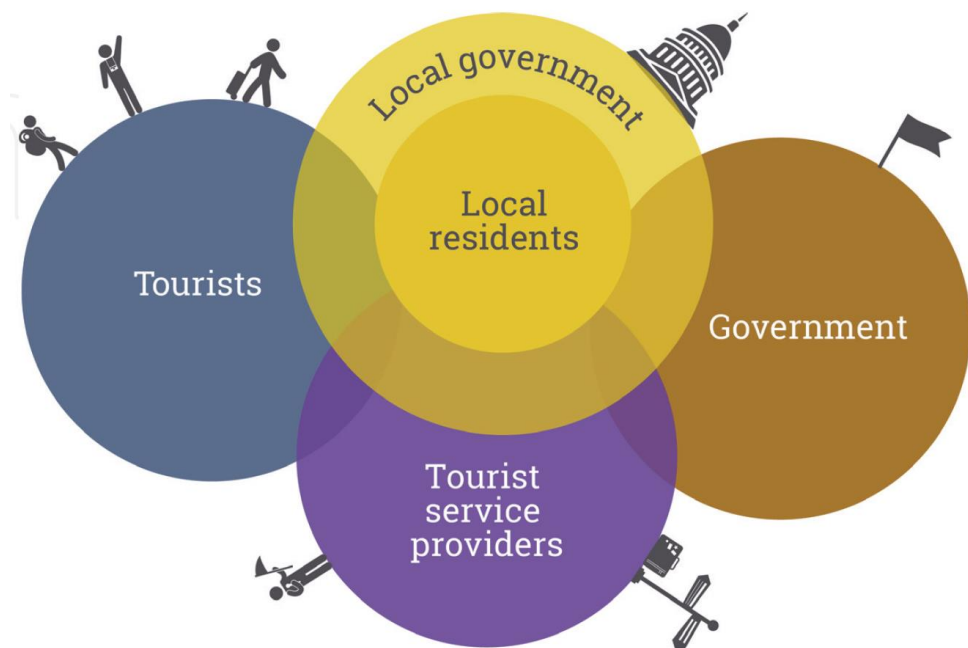 Local government
Local
residents
Tourists
Government
Tourist
service
providers